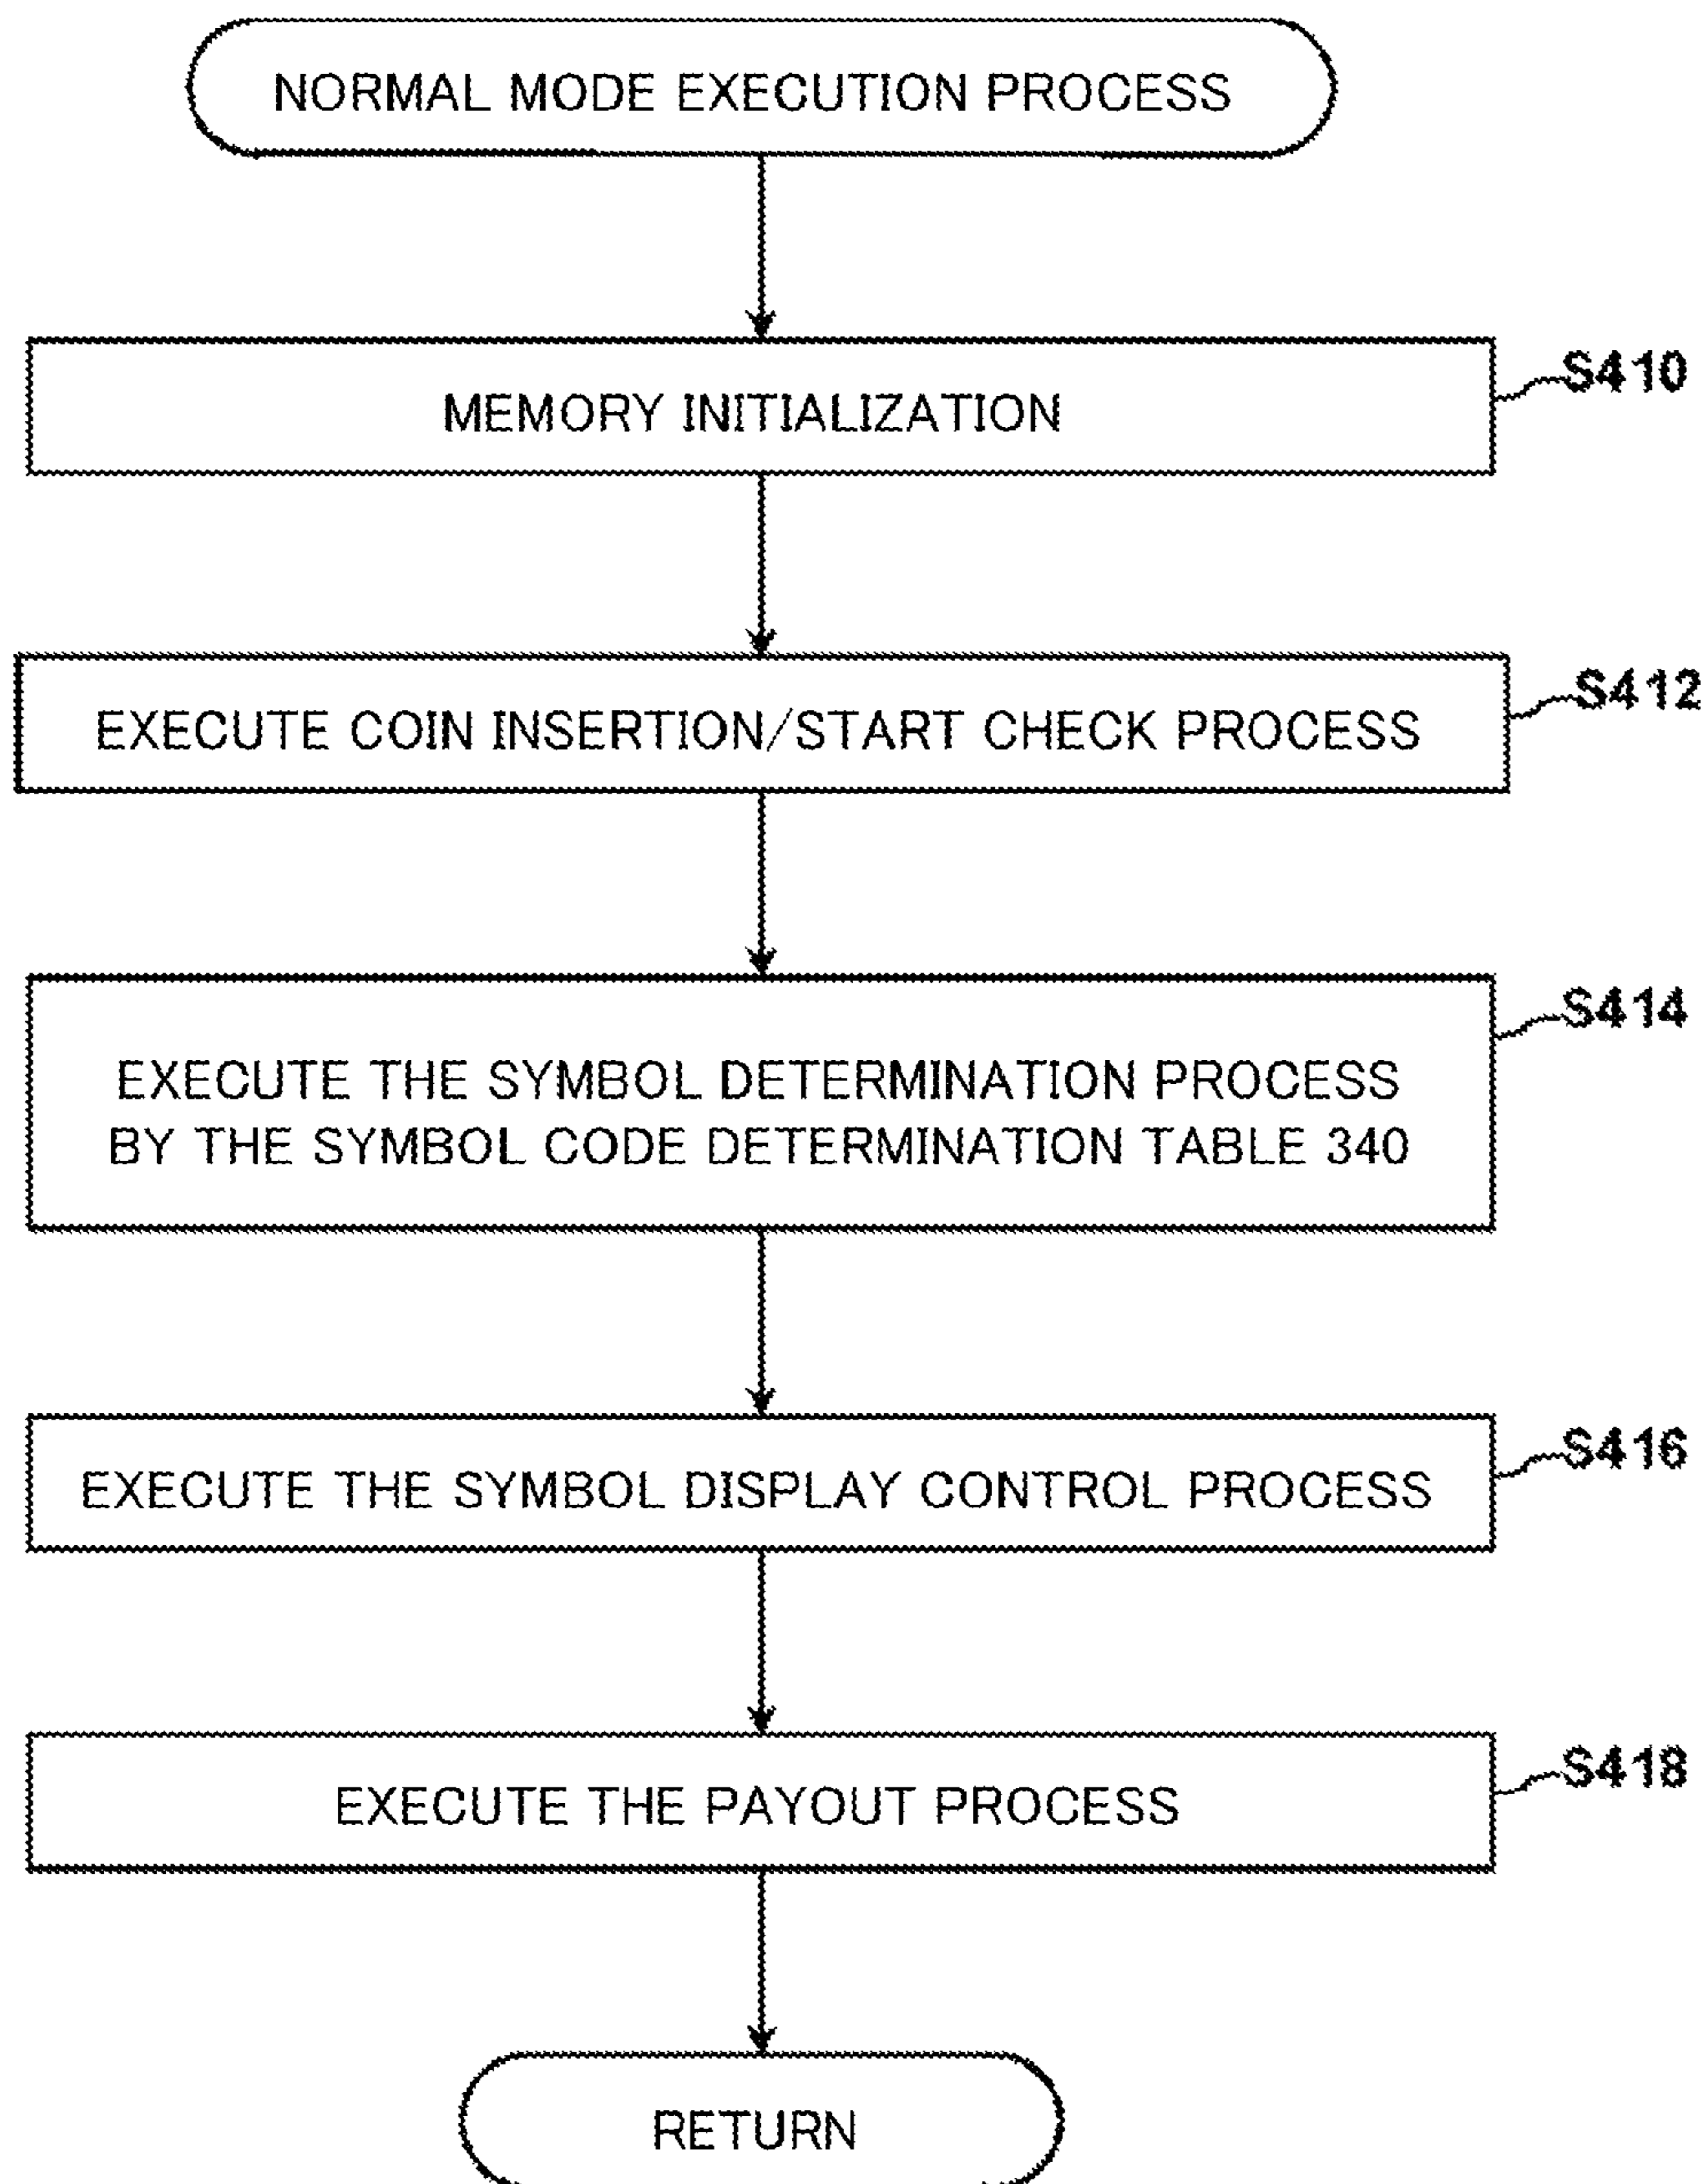 NORMAL MODE EXECUTION PROCESS
MEMORY INITIALIZATION
S410
EXECUTE COIN INSERTION/START CHECK PROCESS
S412
EXECUTE THE SYMBOL DETERMINATION PROCESS
BY THE SYMBOL CODE DETERMINATION TABLE 340
S414
EXECUTE THE SYMBOL DISPLAY CONTROL PROCESS
S416
EXECUTE THE PAYOUT PROCESS
S418
RETURN